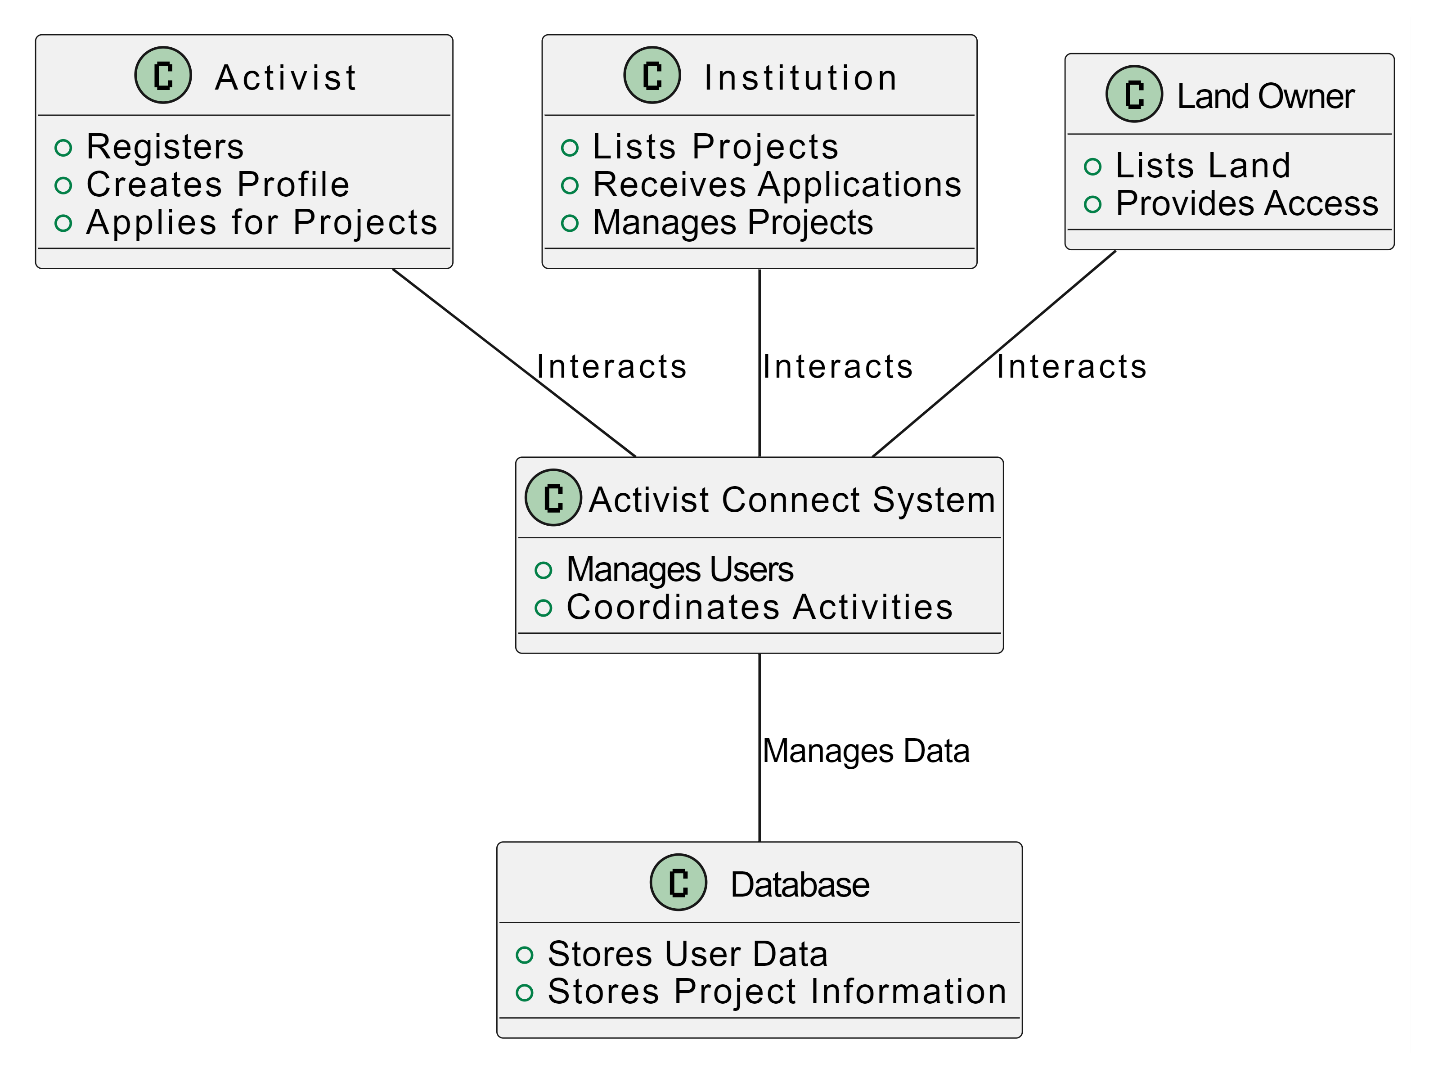 C Activist
Registers
Creates Profile
Applies for Projects
C Institution
Lists Projects
Receives Applications
Manages Projects
C Land Owner
Lists Land
Provides Access
Interacts
Interacts
Interacts
C Activist Connect System
Manages Users
Coordinates Activities
Manages Data
C Database
Stores User Data
Stores Project Information